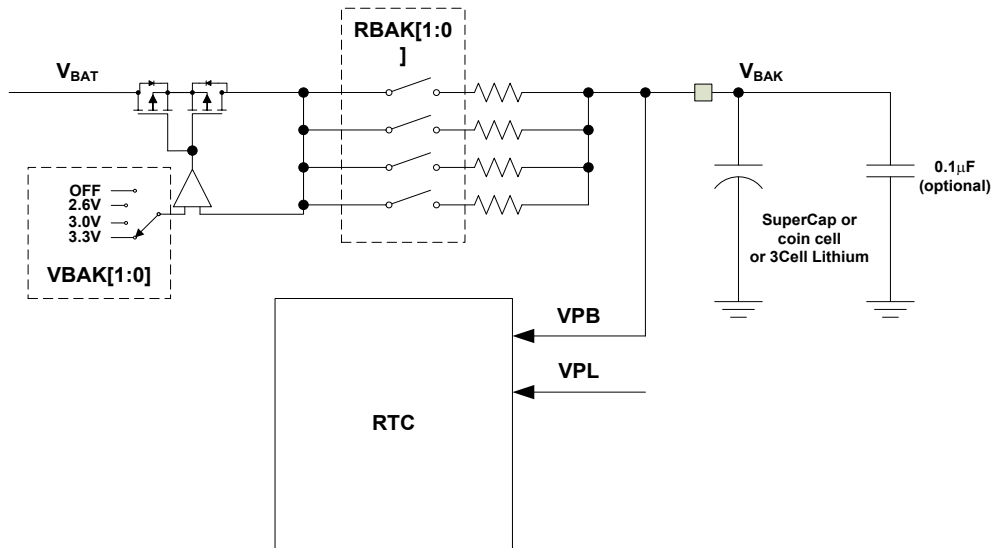 RBAK[1:0
]
VBAT
VBAK
OFF
2.6V
3.0V
3.3V
VBAK[1:0]
0.1μF
(optional)
SuperCap or
coin cell
or 3Cell Lithium
VPB
VPL
RTC